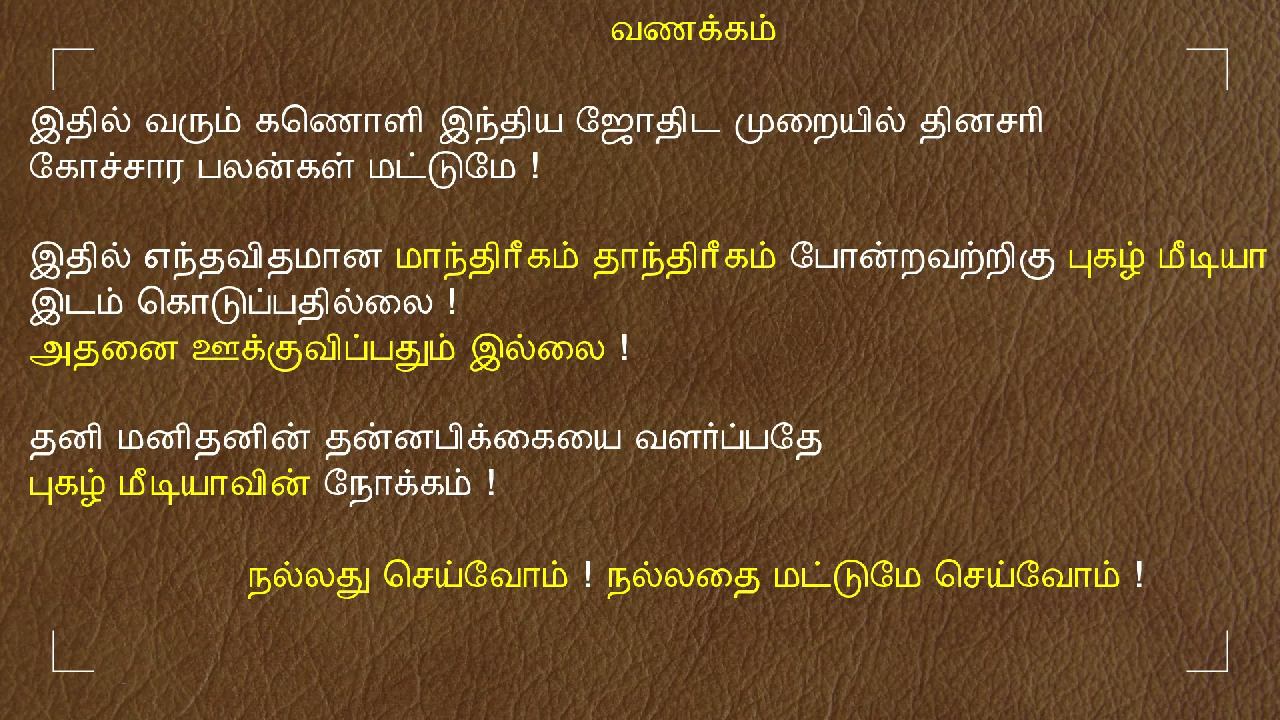 வணக்கம்
இதில் வரும் கணொளி இந்திய ஜோதிட முறையில் தினசரி
கோச்சார பலன்கள் மட்டுமே !
இதில் எந்தவிதமான மாந்திரீகம் தாந்திரீகம் போன்றவற்றிகு புகழ் மீடியா
இடம் கொடுப்பதில்லை !
அதனை ஊக்குவிப்பதும் இல்லை !
தனி மனிதனின் தன்னபிக்கையை வளர்ப்பதே
புகழ் மீடியாவின் நோக்கம் !
நல்லது செய்வோம் ! நல்லதை மட்டுமே செய்வோம் !